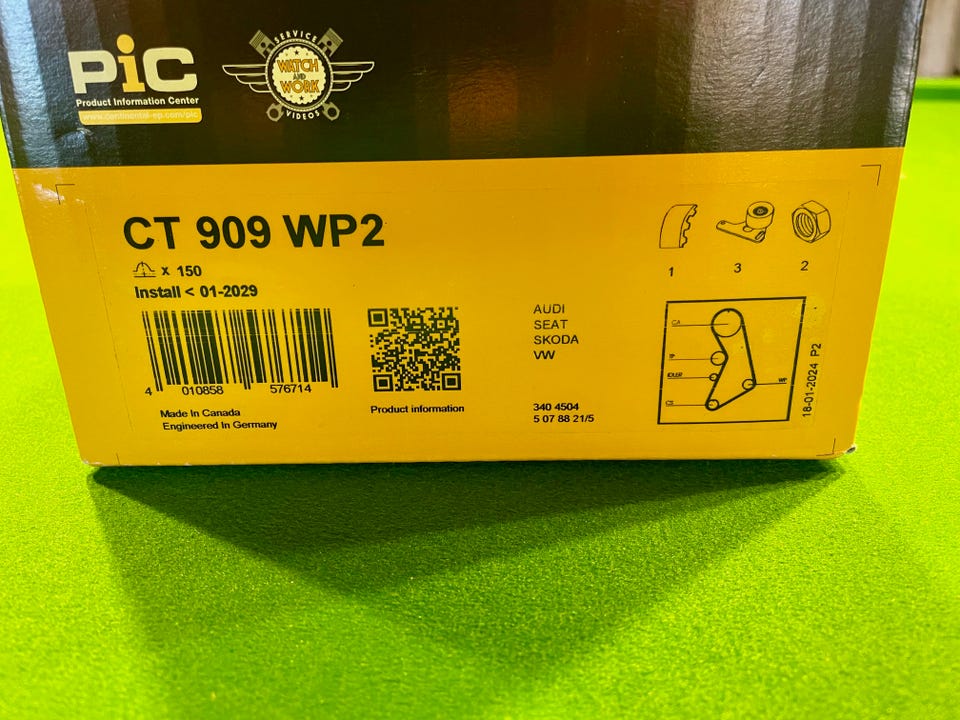 PiC
Product Information Center
www.continental-ep.com/pic
SERVICE
WATCH
AND
WORK
VIDEOS
CT 909 WP2
x 150
Install < 01-2029
4 010858 576714
Made In Canada
Engineered In Germany
Product information
AUDI
SEAT
SKODA
VW
340 4504
5 07 88 21/5
1 3 2
CA
TP
IDLER
CS
WP
18-01-2024 P2